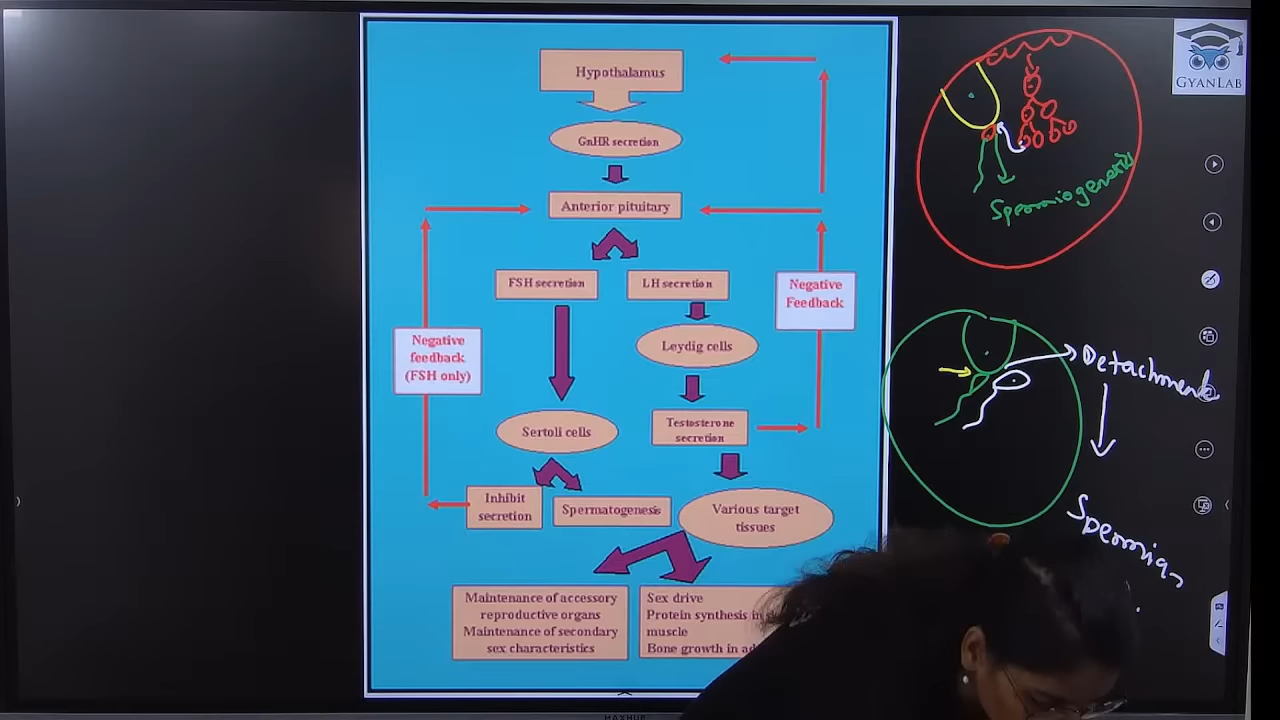 Hypothalamus
GnHR secretion
Anterior pituitary
FSH secretion
LH secretion
Negative
Feedback
Negative
feedback
(FSH only)
Leydig cells
Sertoli cells
Testosterone
secretion
Inhibit
secretion
Spermatogenesis
Various target
tissues
Maintenance of accessory
reproductive organs
Maintenance of secondary
sex characteristics
Sex drive
Protein synthesis in
muscle
Bone growth in
GYANLAB
Spermiogenesis
Detachment
MAXHUB